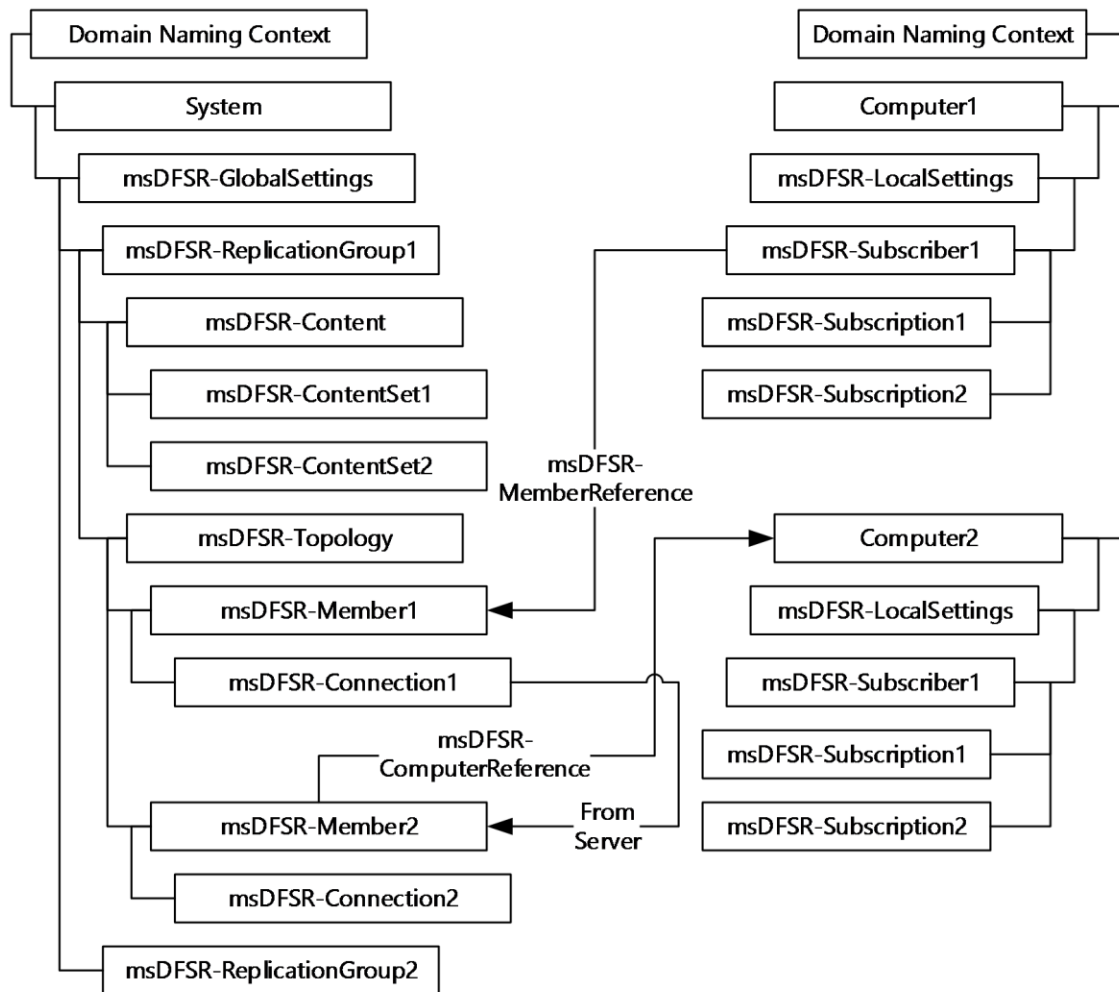 Domain Naming Context
System
msDFSR-GlobalSettings
msDFSR-ReplicationGroup1
msDFSR-Content
msDFSR-ContentSet1
msDFSR-ContentSet2
msDFSR-Topology
msDFSR-Member1
msDFSR-Connection1
msDFSR-
ComputerReference
msDFSR-Member2
From
Server
msDFSR-Connection2
msDFSR-ReplicationGroup2
msDFSR-
MemberReference
Domain Naming Context
Computer1
msDFSR-LocalSettings
msDFSR-Subscriber1
msDFSR-Subscription1
msDFSR-Subscription2
Computer2
msDFSR-LocalSettings
msDFSR-Subscriber1
msDFSR-Subscription1
msDFSR-Subscription2